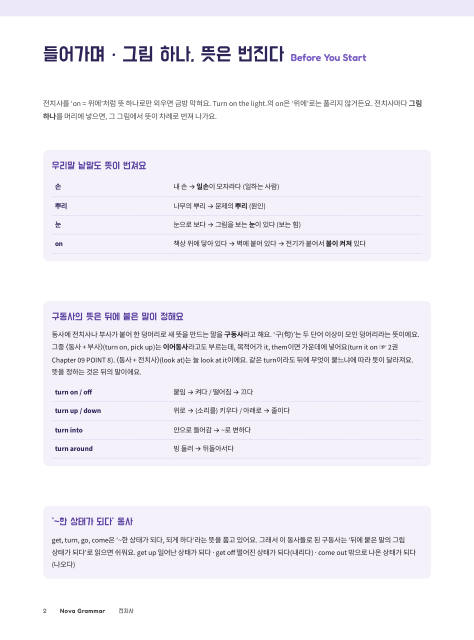 들어가며 · 그림 하나, 뜻은 번진다 Before You Start
전치사를 'on = 위에'처럼 뜻 하나로만 외우면 금방 막혀요. Turn on the light.의 on은 '위에'로는 풀리지 않거든요. 전치사마다 그림
하나를 머리에 넣으면, 그 그림에서 뜻이 차례로 번져 나가요.
우리말 낱말도 뜻이 번져요
손 내 손 → 일손이 모자라다 (일하는 사람)
뿌리 나무의 뿌리 → 문제의 뿌리 (원인)
눈 눈으로 보다 → 그림을 보는 눈이 있다 (보는 힘)
on 책상 위에 닿아 있다 → 벽에 붙어 있다 → 전기가 붙어서 불이 켜져 있다
구동사의 뜻은 뒤에 붙은 말이 정해요
동사에 전치사나 부사가 붙어 한 덩어리로 새 뜻을 만드는 말을 구동사라고 해요. '구(句)'는 두 단어 이상이 모인 덩어리라는 뜻이에요.
그중 (동사 + 부사)(turn on, pick up)는 이어동사라고도 부르는데, 목적어가 it, them이면 가운데에 넣어요(turn it on ☞ 2권
Chapter 09 POINT 8). (동사 + 전치사)(look at)는 늘 look at it이에요. 같은 turn이라도 뒤에 무엇이 붙느냐에 따라 뜻이 달라져요.
뜻을 정하는 것은 뒤의 말이에요.
turn on / off 붙임 → 켜다 / 떨어짐 → 끄다
turn up / down 위로 → (소리를) 키우다 / 아래로 → 줄이다
turn into 안으로 들어감 → ~로 변하다
turn around 빙 둘러 → 뒤돌아서다
'~한 상태가 되다' 동사
get, turn, go, come은 '~한 상태가 되다, 되게 하다'라는 뜻을 품고 있어요. 그래서 이 동사들로 된 구동사는 '뒤에 붙은 말의 그림
상태가 되다'로 읽으면 쉬워요. get up 일어난 상태가 되다 · get off 떨어진 상태가 되다(내리다) · come out 밖으로 나온 상태가 되다
(나오다)
2 Nova Grammar 전치사